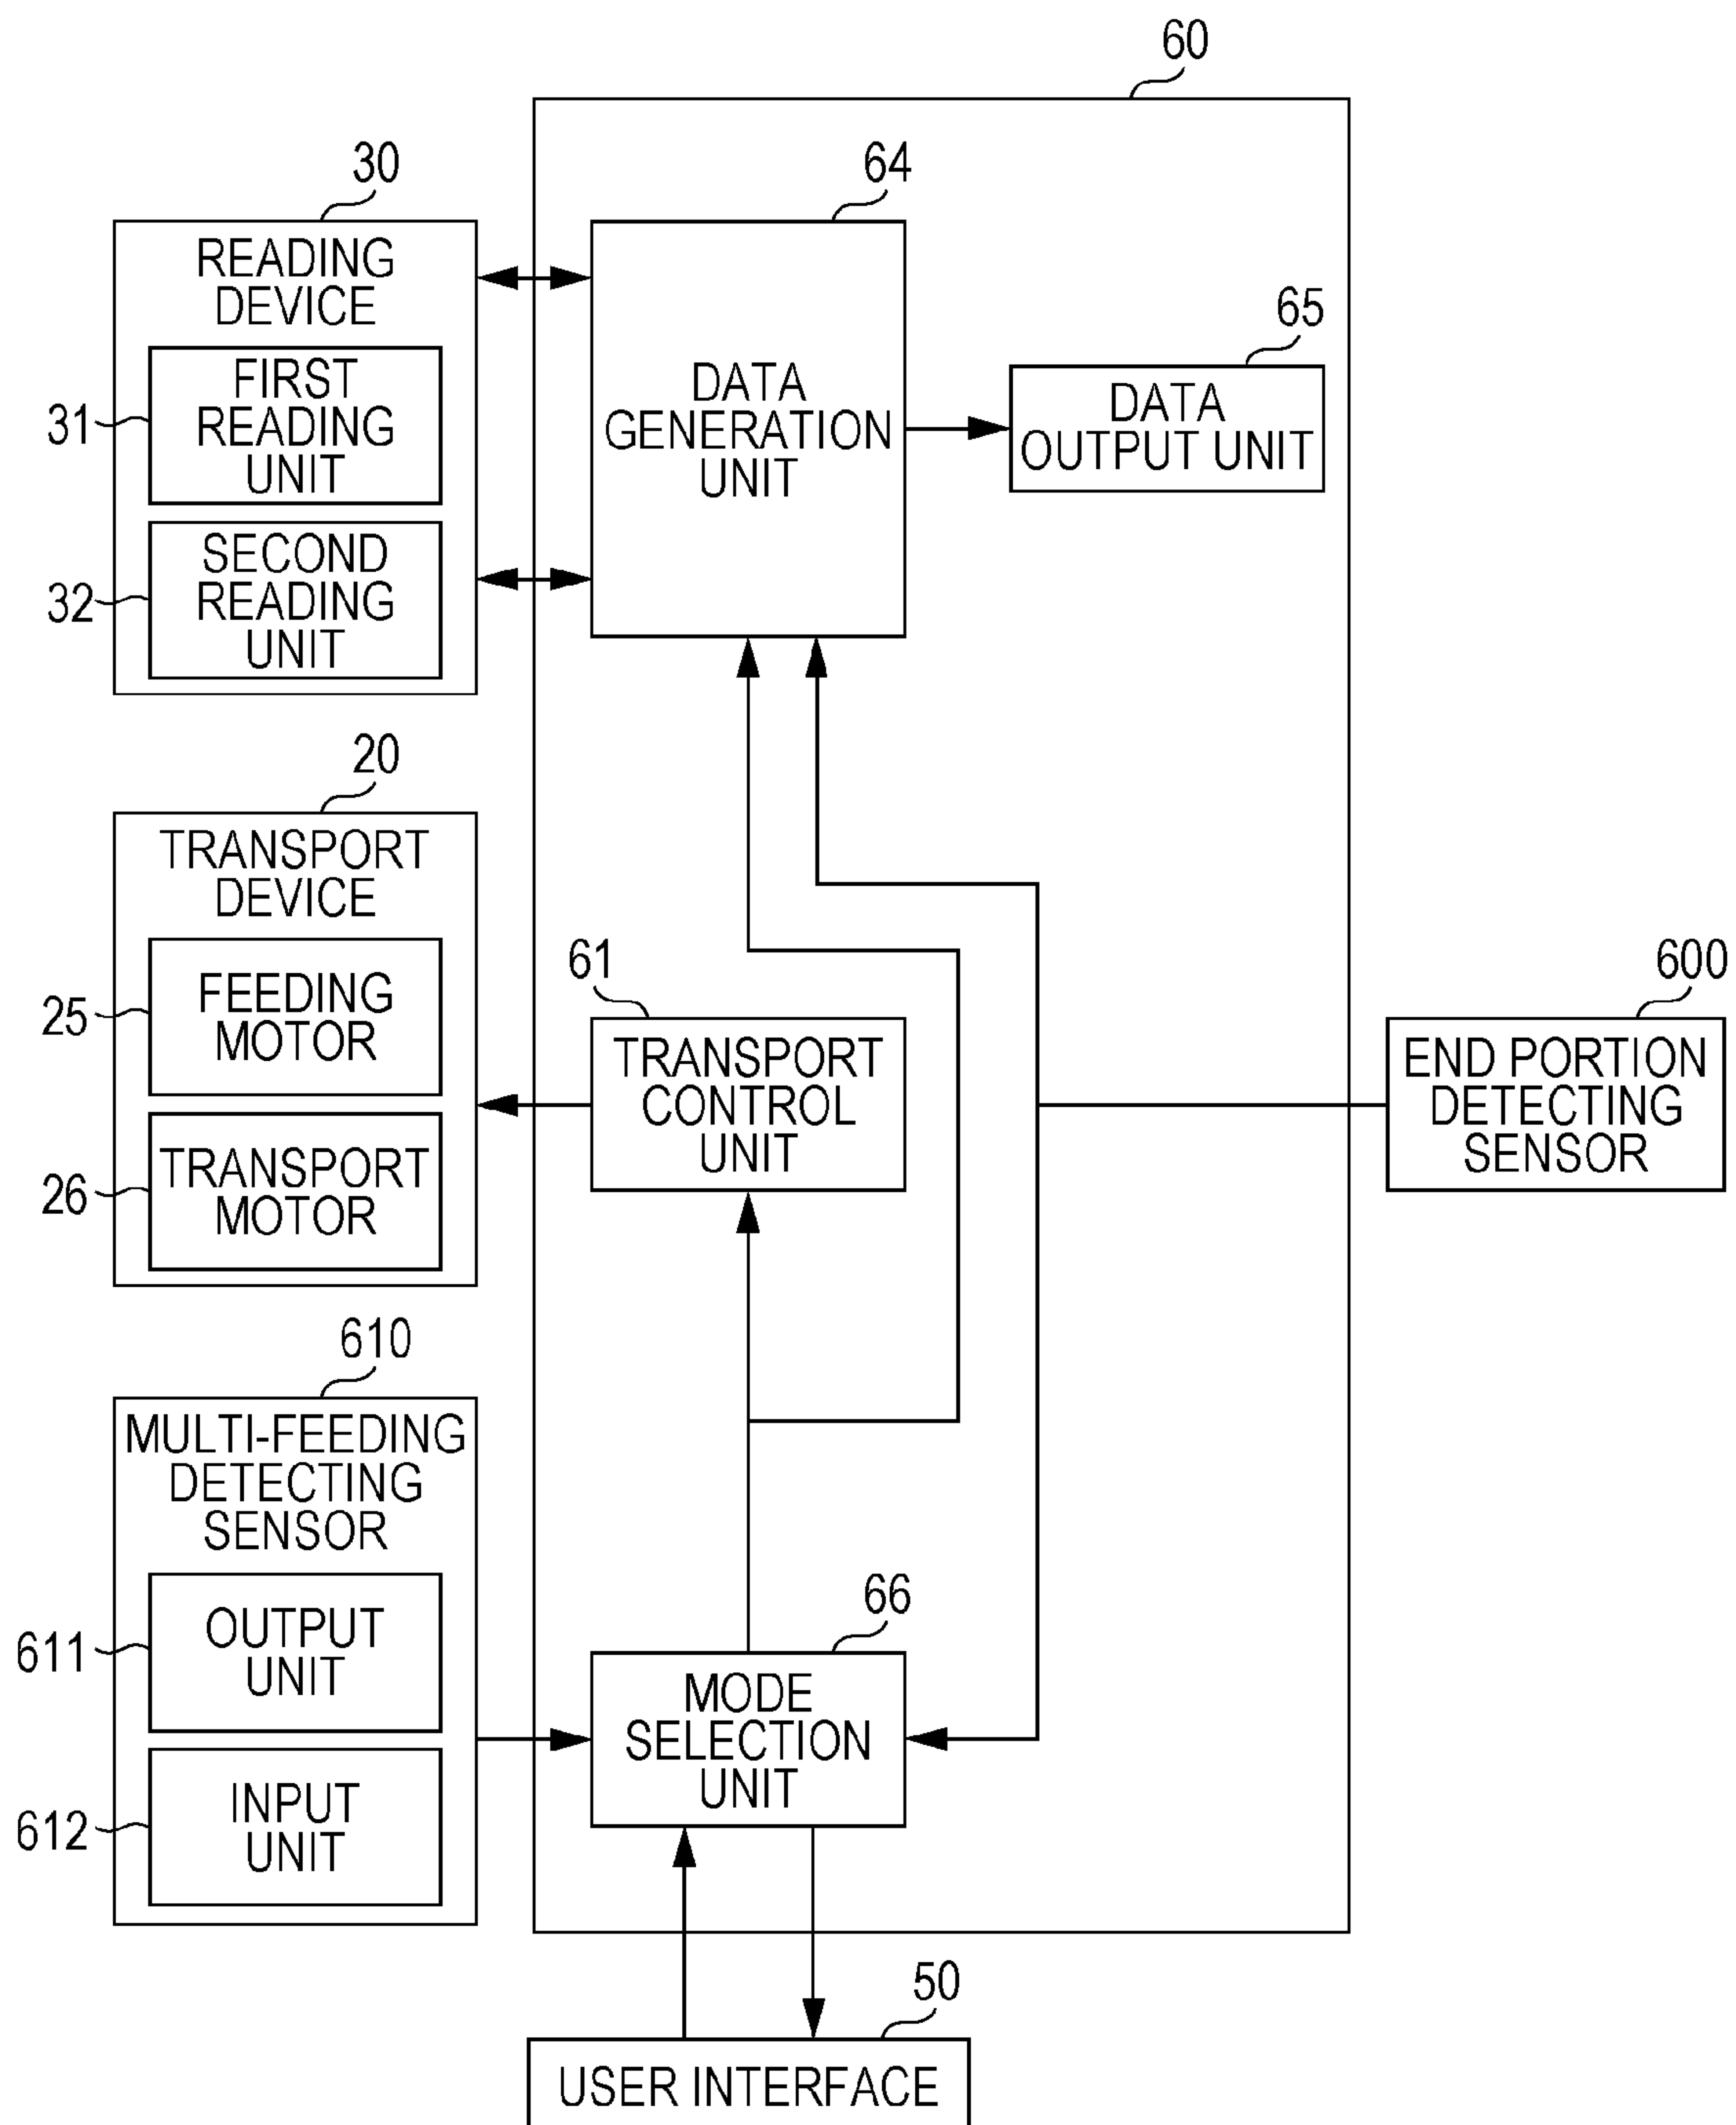 60
30
64
READING
DEVICE
65
FIRST
READING
UNIT
31
DATA
GENERATION
UNIT
DATA
OUTPUT UNIT
SECOND
READING
UNIT
32
20
TRANSPORT
DEVICE
61
600
FEEDING
MOTOR
25
TRANSPORT
CONTROL
UNIT
END PORTION
DETECTING
SENSOR
TRANSPORT
MOTOR
26
610
MULTI-FEEDING
DETECTING
SENSOR
66
OUTPUT
UNIT
611
MODE
SELECTION
UNIT
INPUT
UNIT
612
50
USER INTERFACE